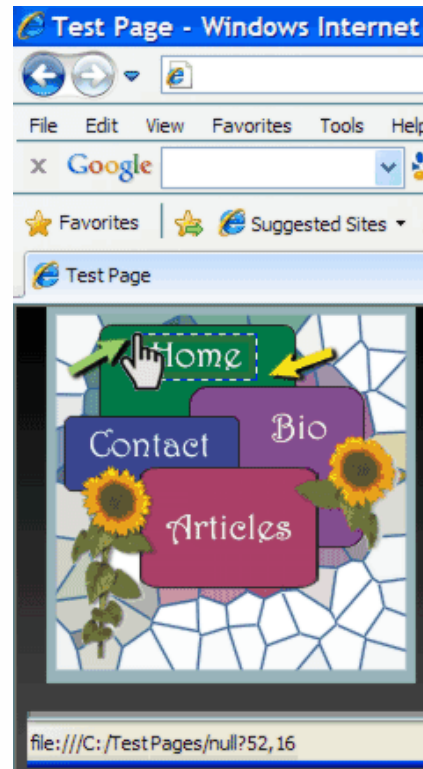 Test Page - Windows Internet
File Edit View Favorites Tools Help
x Google
Favorites Suggested Sites
Test Page
Home
Bio
Contact
Articles
file:///C:/TestPages/null?52,16